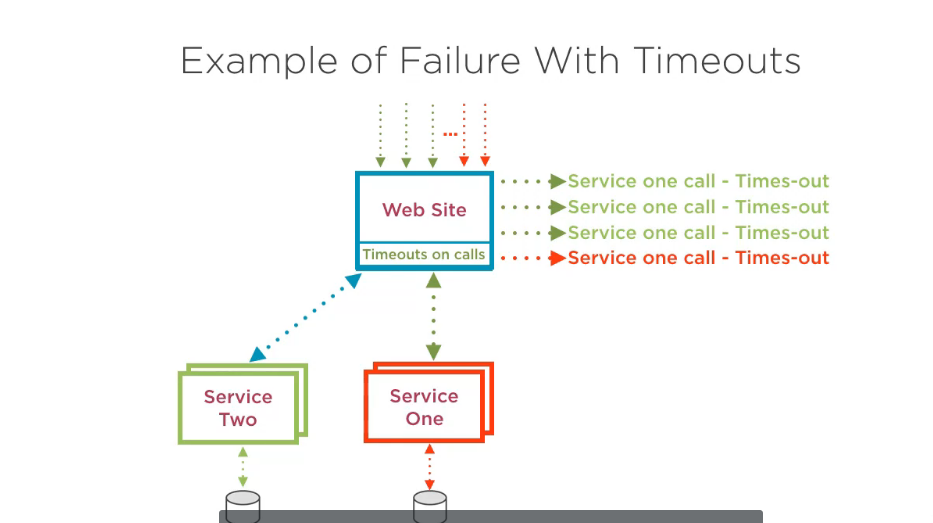 Example of Failure With Timeouts
...
Web Site
Timeouts on calls
Service one call - Times-out
Service one call - Times-out
Service one call - Times-out
Service one call - Times-out
Service
Two
Service
One